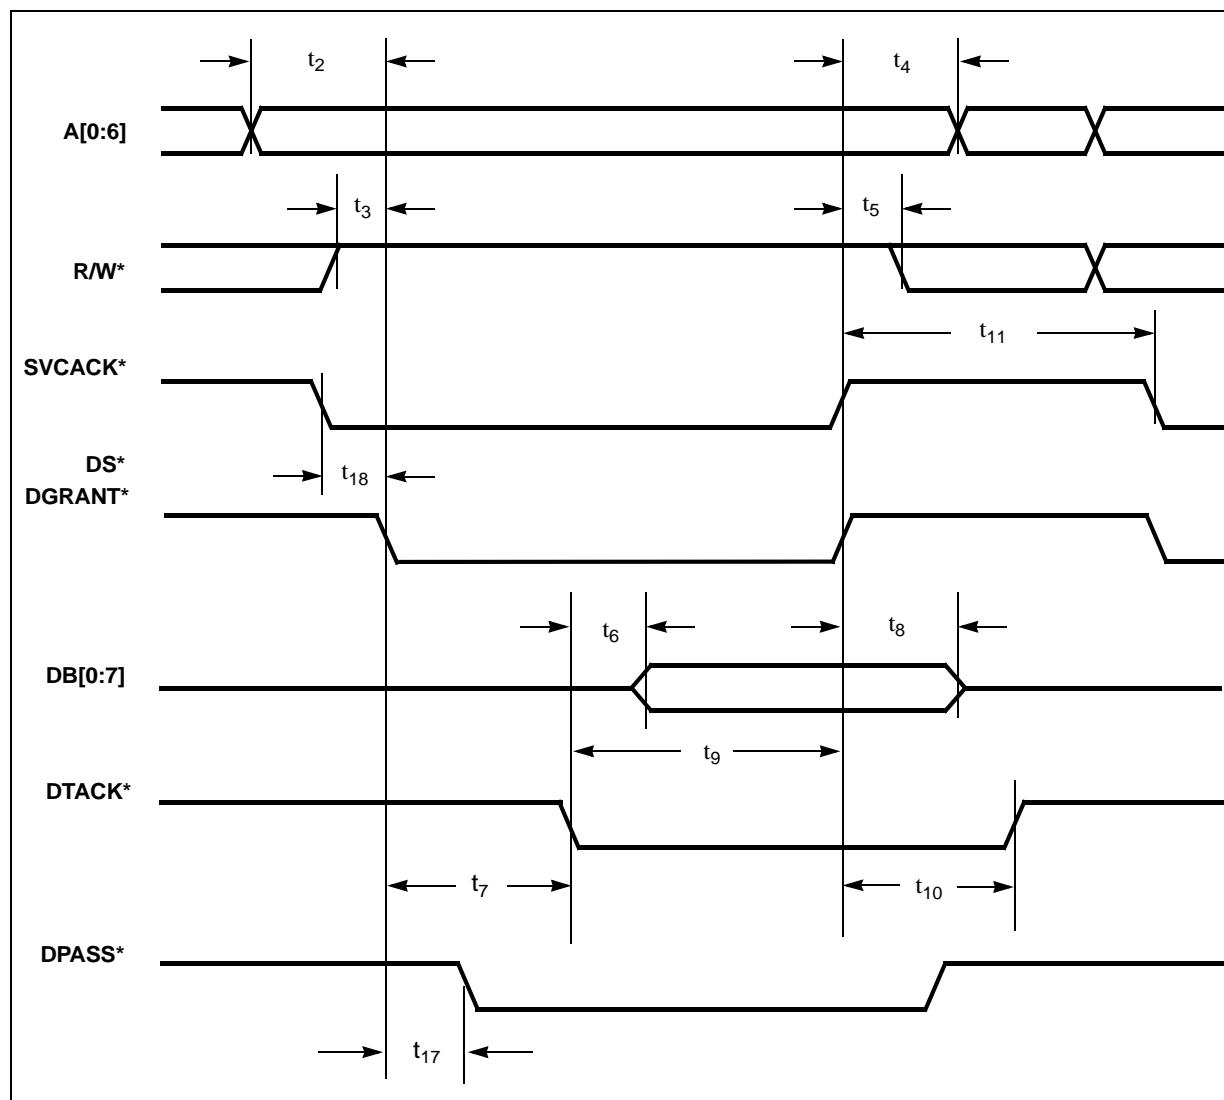 t2
t4
A[0:6]
t3
t5
R/W*
t11
SVCACK*
DS*
t18
DGRANT*
t6
t8
DB[0:7]
t9
DTACK*
t7
t10
DPASS*
t17